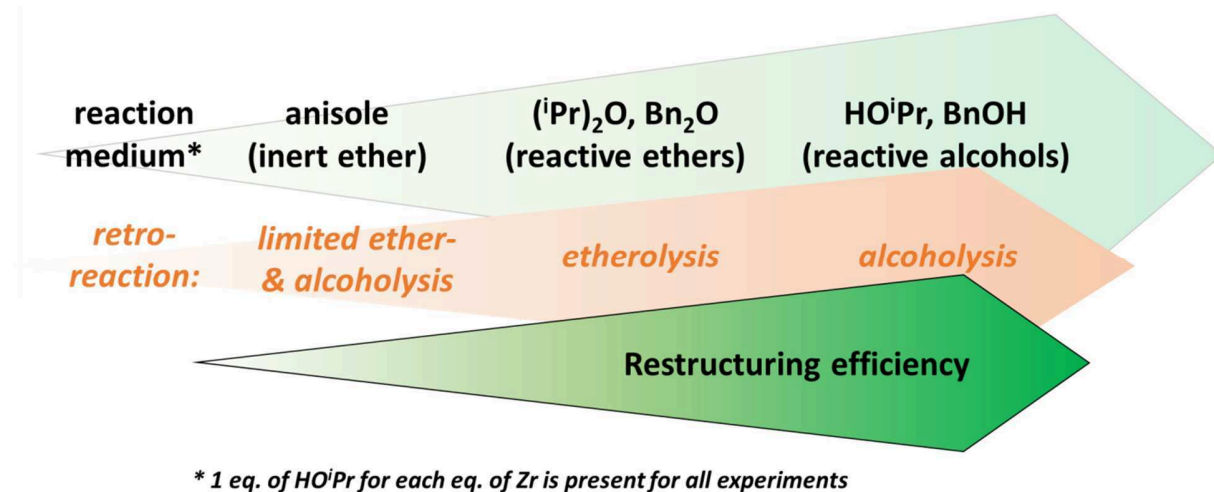 reaction medium*
anisole (inert ether)
(ⁱPr)₂O, Bn₂O (reactive ethers)
HOⁱPr, BnOH (reactive alcohols)
retro-reaction:
limited ether- & alcoholysis
etherolysis
alcoholysis
Restructuring efficiency
* 1 eq. of HOⁱPr for each eq. of Zr is present for all experiments